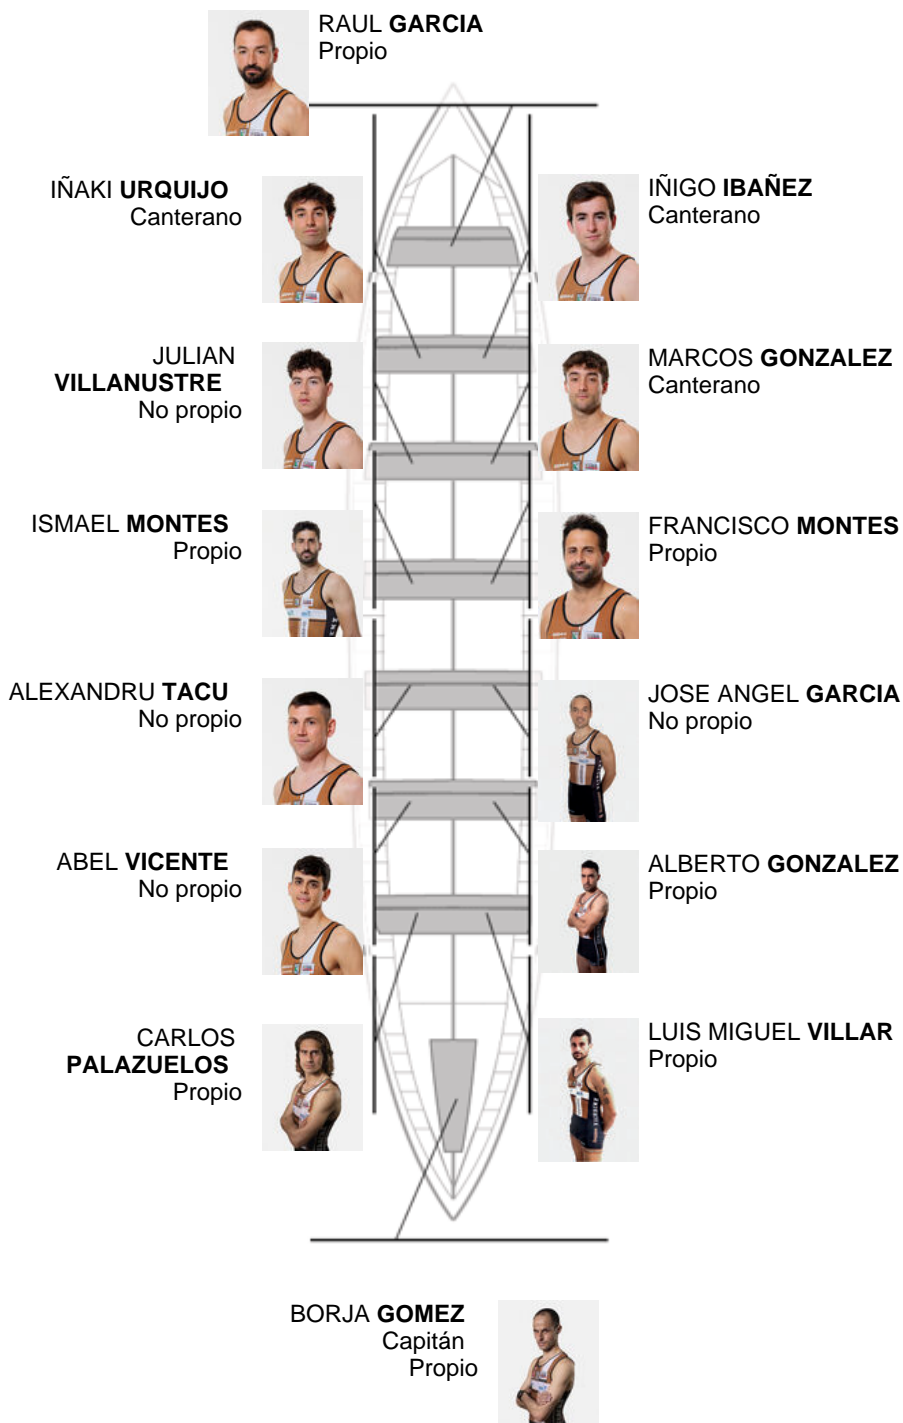 RAUL GARCIA
Propio
IÑAKI URQUIJO
Canterano
IÑIGO IBAÑEZ
Canterano
JULIAN
VILLANUSTRE
No propio
MARCOS GONZALEZ
Canterano
ISMAEL MONTES
Propio
FRANCISCO MONTES
Propio
ALEXANDRU TACU
No propio
JOSE ANGEL GARCIA
No propio
ABEL VICENTE
No propio
ALBERTO GONZALEZ
Propio
CARLOS
PALAZUELOS
Propio
LUIS MIGUEL VILLAR
Propio
BORJA GOMEZ
Capitán
Propio